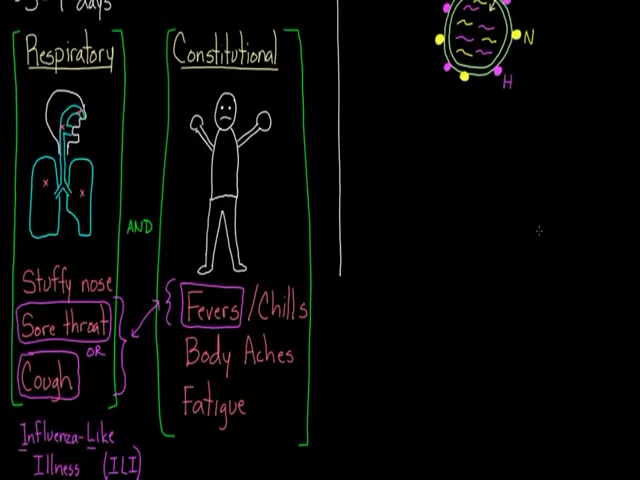 days
Respiratory
Constitutional
N
H
AND
Stuffy nose
Sore throat
OR
Cough
Fevers /Chills
Body Aches
Fatigue
Influenza-Like
Illness (ILI)